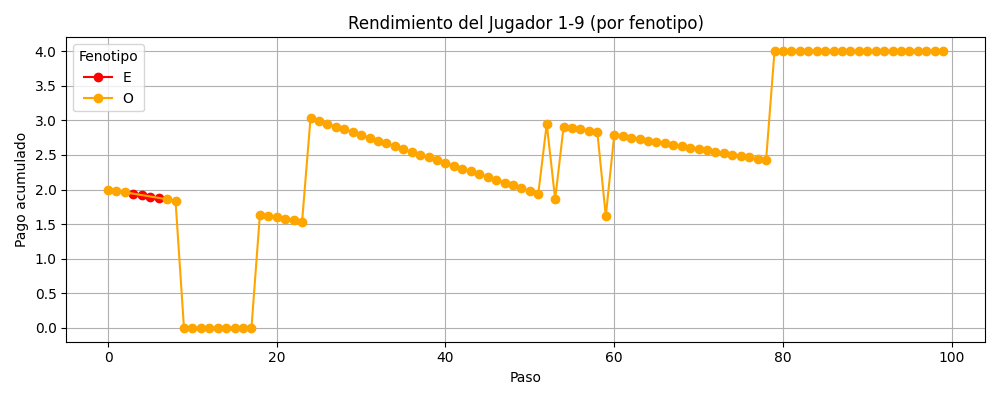 Rendimiento del Jugador 1-9 (por fenotipo)
Fenotipo
E
O
Pago acumulado
4.0
3.5
3.0
2.5
2.0
1.5
1.0
0.5
0.0
0 20 40 60 80 100
Paso